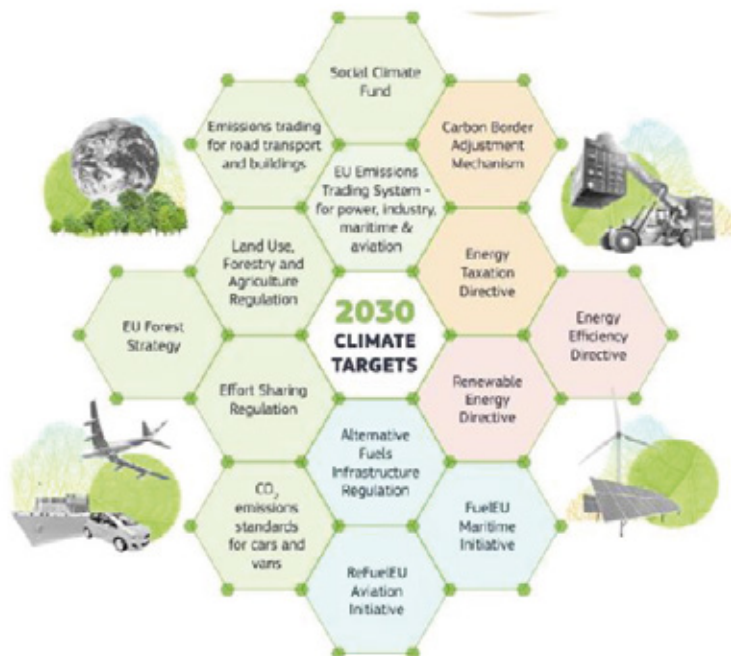 Social Climate
Fund
Emissions trading
for road transport
and buildings
Carbon Border
Adjustment
Mechanism
EU Emissions
Trading System -
for power, industry,
maritime &
aviation
Land Use,
Forestry and
Agriculture
Regulation
Energy
Taxation
Directive
EU Forest
Strategy
2030
CLIMATE
TARGETS
Energy
Efficiency
Directive
Effort Sharing
Regulation
Renewable
Energy
Directive
Alternative
Fuels
Infrastructure
Regulation
CO₂
emissions
standards
for cars and
vans
FuelEU
Maritime
Initiative
ReFuelEU
Aviation
Initiative